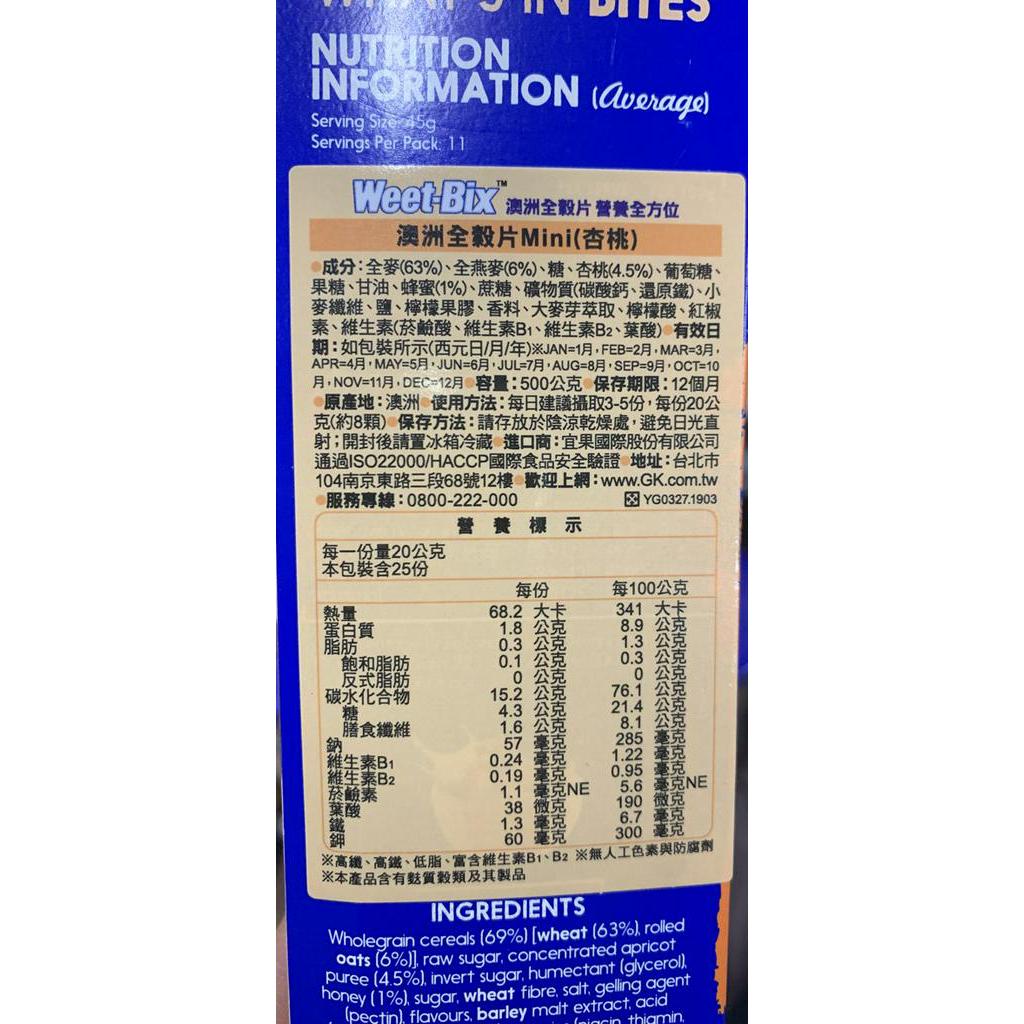 BITES
NUTRITION
INFORMATION (Average)
Serving Size 45g
Servings Per Pack: 11
Weet-Bix™ 澳洲全穀片 營養全方位
澳洲全穀片Mini(杏桃)
●成分:全麥(63%)、全燕麥(6%)、糖、杏桃(4.5%)、葡萄糖、
果糖、甘油、蜂蜜(1%)、蔗糖、礦物質(碳酸鈣、還原鐵)、小
麥纖維、鹽、檸檬果膠、香料、大麥芽萃取、檸檬酸、紅椒
素、維生素(菸鹼酸、維生素B1、維生素B2、葉酸)●有效日
期:如包裝所示(西元日/月/年)※JAN=1月,FEB=2月,MAR=3月,
APR=4月,MAY=5月,JUN=6月,JUL=7月,AUG=8月,SEP=9月,OCT=10
月,NOV=11月,DEC=12月●容量:500公克●保存期限:12個月
●原產地:澳洲●使用方法:每日建議攝取3-5份,每份20公
克(約8顆)●保存方法:請存放於陰涼乾燥處,避免日光直
射;開封後請置冰箱冷藏●進口商:宜果國際股份有限公司
通過ISO22000/HACCP國際食品安全驗證●地址:台北市
104南京東路三段68號12樓●歡迎上網:www.GK.com.tw
●服務專線:0800-222-000 YG0327.1903
營養標示
每一份量20公克
本包裝含25份
每份 每100公克
熱量 68.2 大卡 341 大卡
蛋白質 1.8 公克 8.9 公克
脂肪 0.3 公克 1.3 公克
飽和脂肪 0.1 公克 0.3 公克
反式脂肪 0 公克 0 公克
碳水化合物 15.2 公克 76.1 公克
糖 4.3 公克 21.4 公克
膳食纖維 1.6 公克 8.1 公克
鈉 57 毫克 285 毫克
維生素B1 0.24 毫克 1.22 毫克
維生素B2 0.19 毫克 0.95 毫克
菸鹼素 1.1 毫克NE 5.6 毫克NE
葉酸 38 微克 190 微克
鐵 1.3 毫克 6.7 毫克
鉀 60 毫克 300 毫克
※高纖、高鐵、低脂、富含維生素B1、B2 ※無人工色素與防腐劑
※本產品含有麩質穀類及其製品
INGREDIENTS
Wholegrain cereals (69%) [wheat (63%), rolled
oats (6%)], raw sugar, concentrated apricot
puree (4.5%), invert sugar, humectant (glycerol),
honey (1%), sugar, wheat fibre, salt, gelling agent
(pectin), flavours, barley malt extract, acid
(niacin, thiamin,